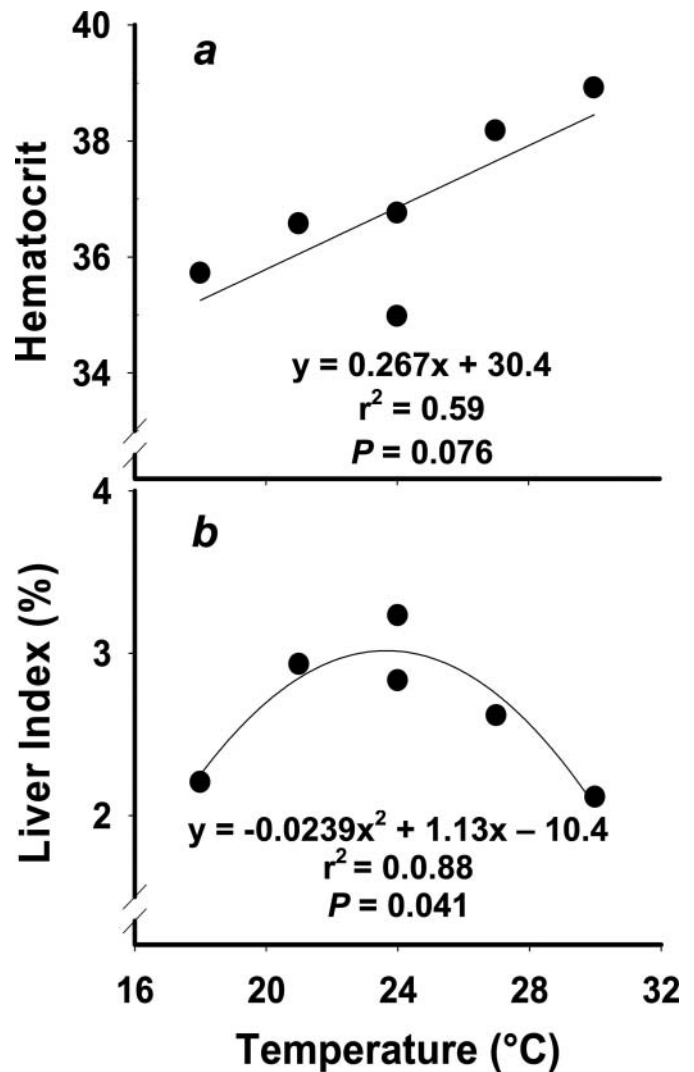 40
a
38
Hematocrit
36
34
y = 0.267x + 30.4
r² = 0.59
P = 0.076
4
b
Liver Index (%)
3
2
y = -0.0239x² + 1.13x – 10.4
r² = 0.0.88
P = 0.041
16 20 24 28 32
Temperature (°C)